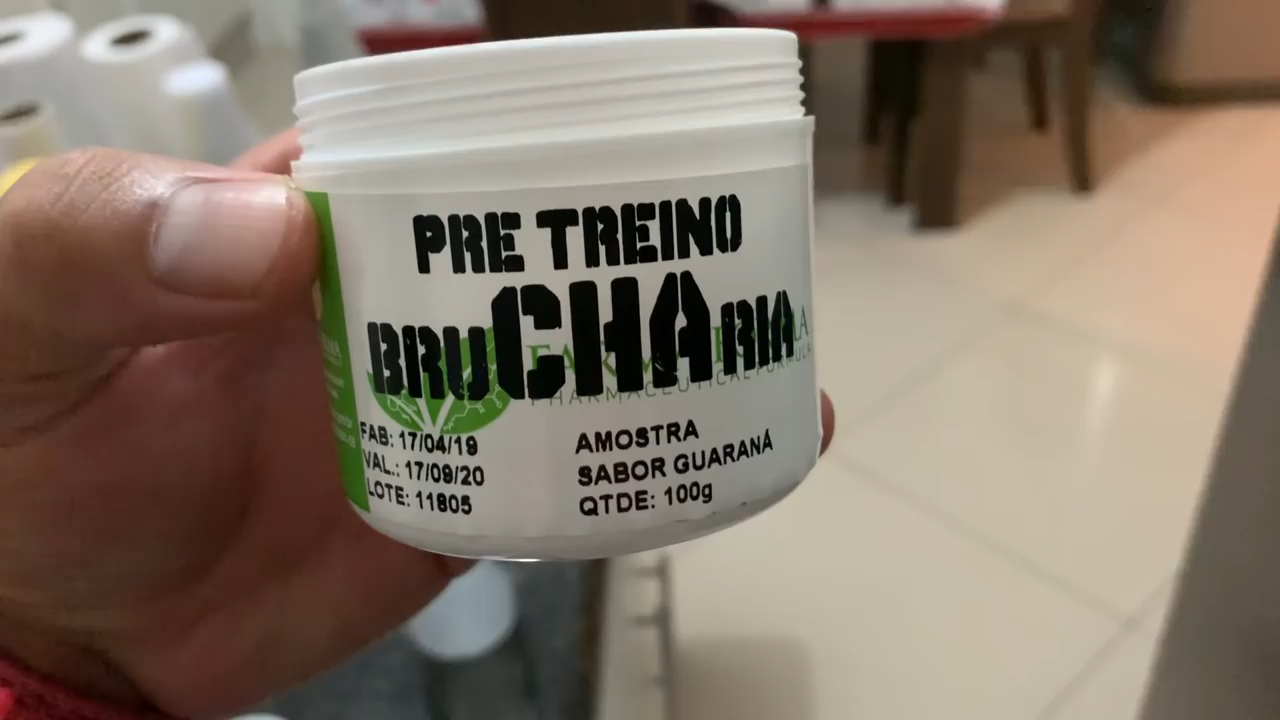 PRE TREINO
BRUCHARIA
PHARMACEUTICAL FORMULA
FAB: 17/04/19
VAL.: 17/09/20
LOTE: 11805
AMOSTRA
SABOR GUARANÁ
QTDE: 100g